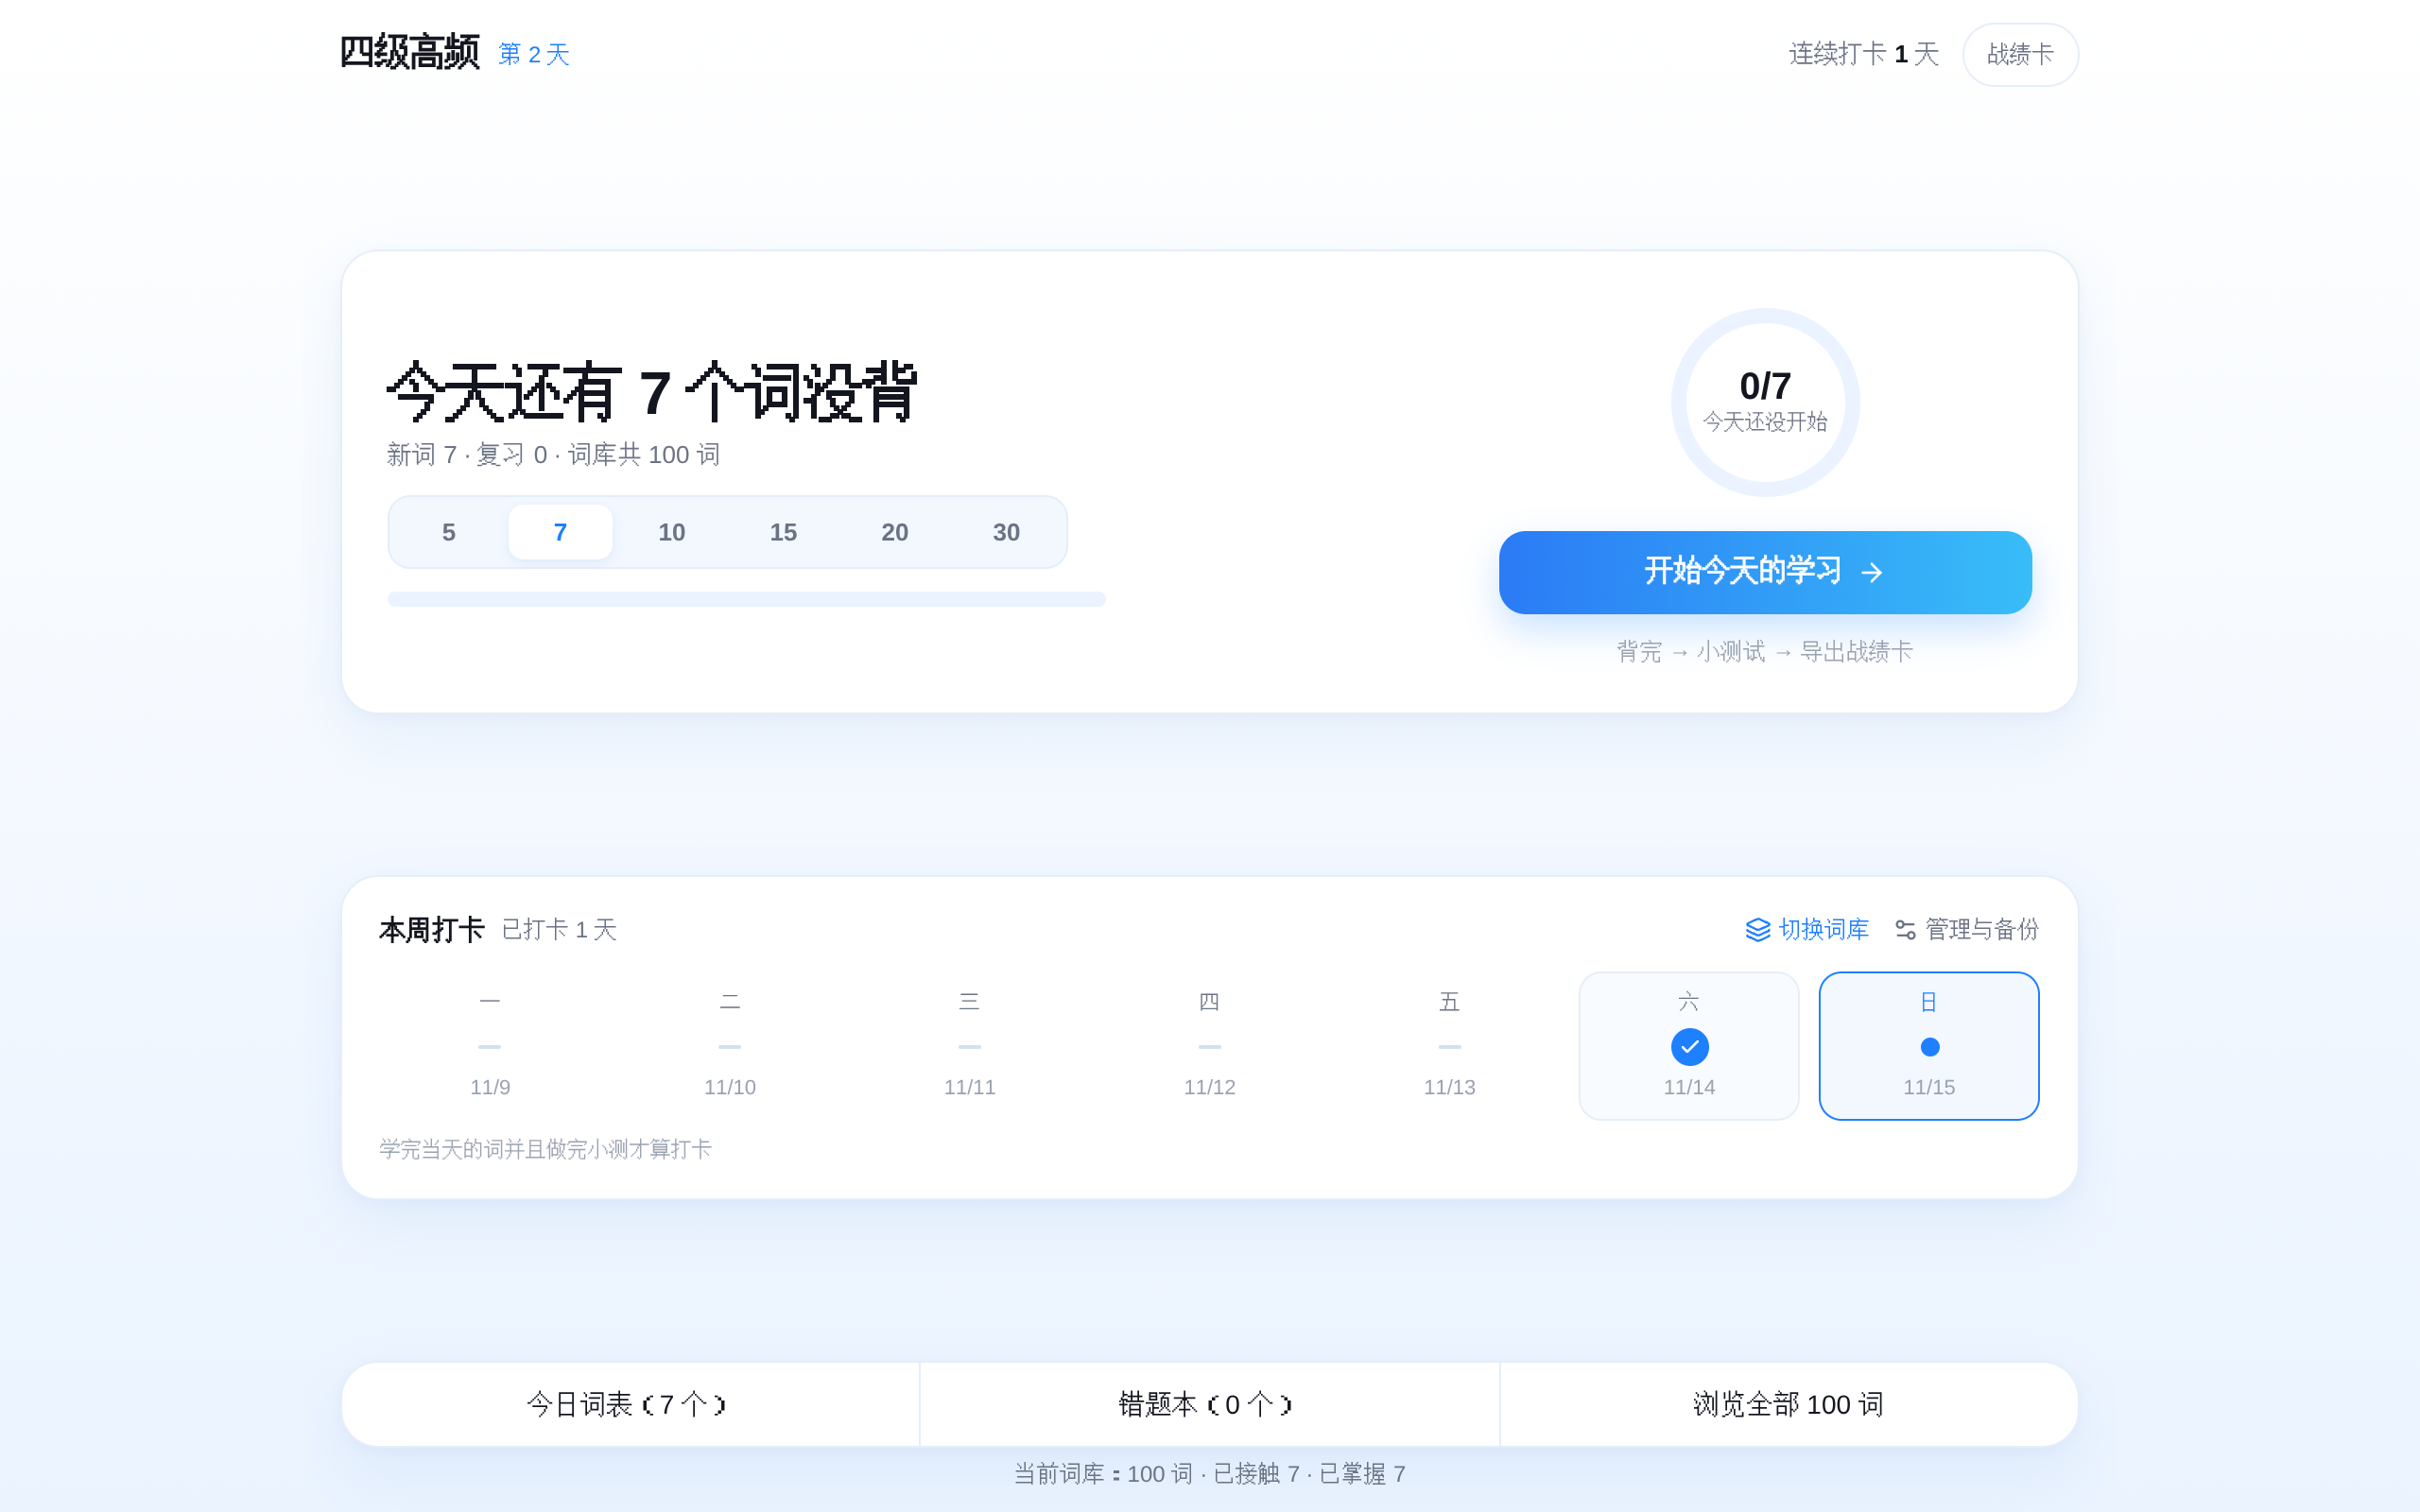 四级高频 第 2 天
连续打卡 1 天 战绩卡
今天还有 7 个词没背
新词 7 · 复习 0 · 词库共 100 词
5 7 10 15 20 30
0/7
今天还没开始
开始今天的学习 →
背完 → 小测试 → 导出战绩卡
本周打卡 已打卡 1 天
切换词库 管理与备份
一 二 三 四 五 六 日
11/9 11/10 11/11 11/12 11/13 11/14 11/15
学完当天的词并且做完小测才算打卡
今日词表（7 个） 错题本（0 个） 浏览全部 100 词
当前词库：100 词 · 已接触 7 · 已掌握 7